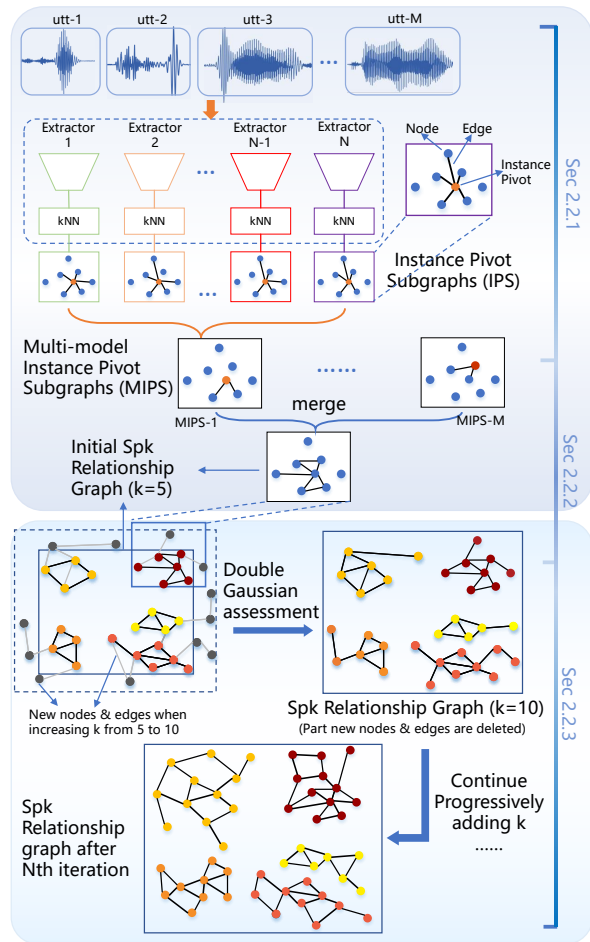 utt-1
utt-2
utt-3
...
utt-M
Extractor
1
Extractor
2
...
Extractor
N-1
Extractor
N
kNN
kNN
kNN
kNN
...
Node
Edge
Instance
Pivot
Instance Pivot
Subgraphs (IPS)
Sec 2.2.1
Multi-model
Instance Pivot
Subgraphs (MIPS)
......
MIPS-1
merge
MIPS-M
Initial Spk
Relationship
Graph (k=5)
Sec 2.2.2
Double
Gaussian
assessment
New nodes & edges when
increasing k from 5 to 10
Spk Relationship Graph (k=10)
(Part new nodes & edges are deleted)
Sec 2.2.3
Spk
Relationship
graph after
Nth iteration
Continue
Progressively
adding k
......